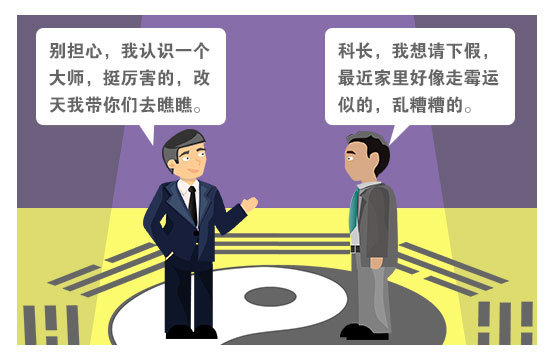 别担心，我认识一个
大师，挺厉害的，改
天我带你们去瞧瞧。
科长，我想请下假，
最近家里好像走霉运
似的，乱糟糟的。